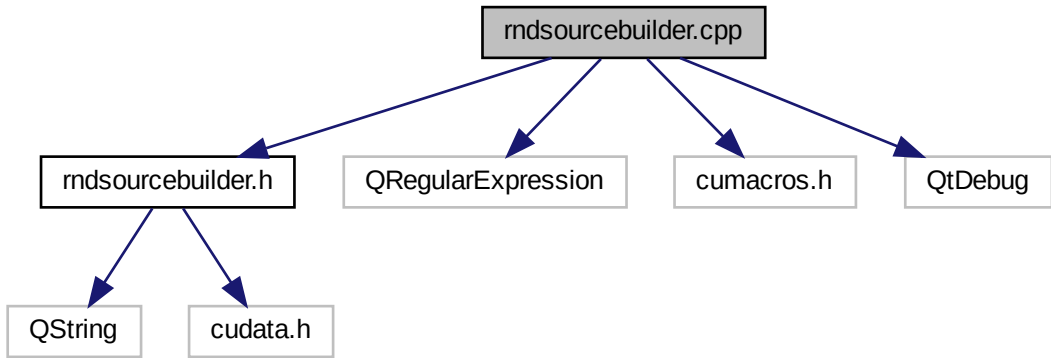 rndsourcebuilder.cpp
rndsourcebuilder.h
QRegularExpression
cumacros.h
QtDebug
QString
cudata.h